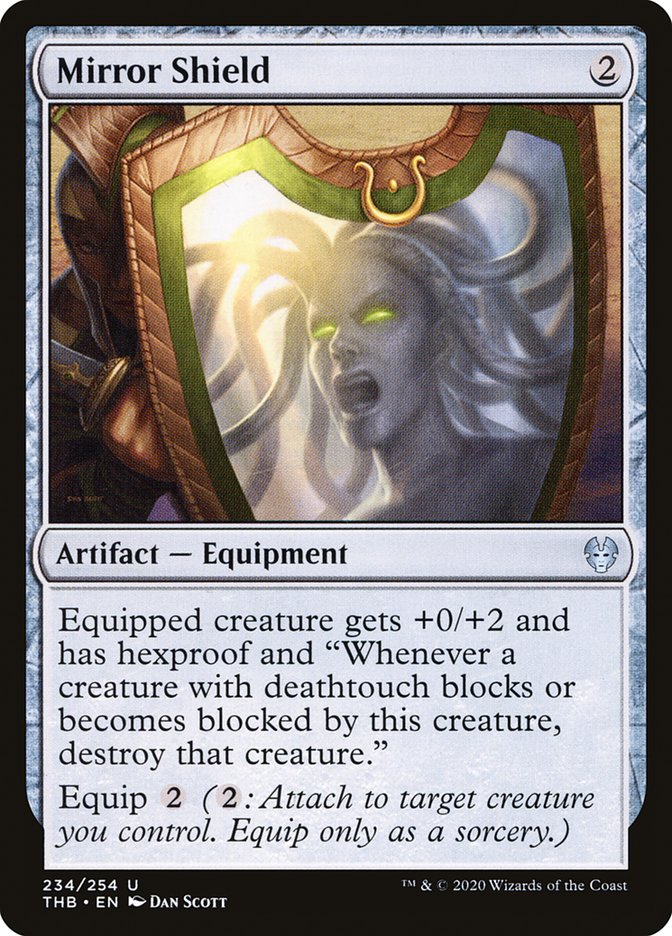 Mirror Shield 2
DAN SCOTT
Artifact — Equipment
Equipped creature gets +0/+2 and
has hexproof and “Whenever a
creature with deathtouch blocks or
becomes blocked by this creature,
destroy that creature.”
Equip 2 (2: Attach to target creature
you control. Equip only as a sorcery.)
234/254 U
THB • EN DAN SCOTT
™ & © 2020 Wizards of the Coast